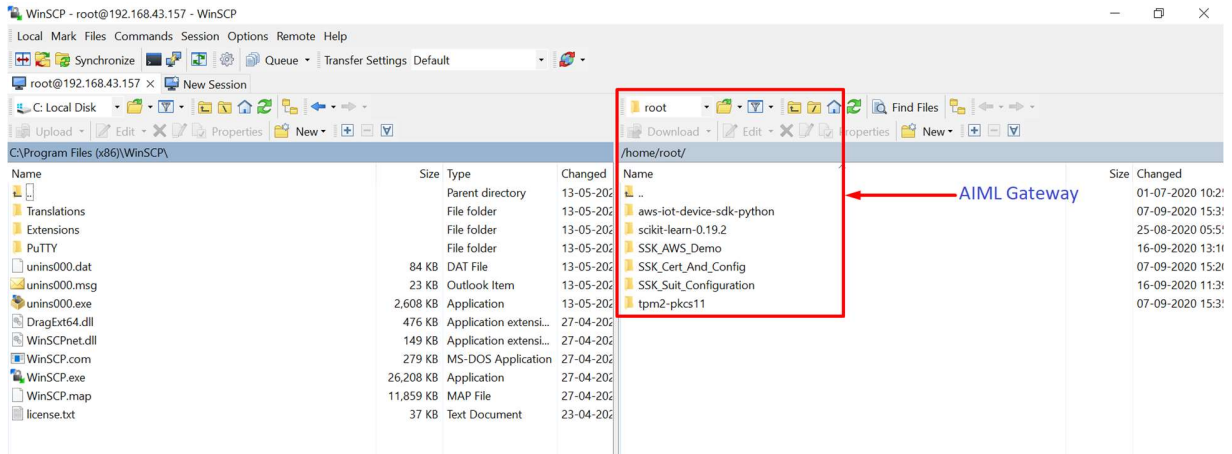 WinSCP - root@192.168.43.157 - WinSCP
Local Mark Files Commands Session Options Remote Help
Synchronize Queue Transfer Settings Default
root@192.168.43.157 × New Session
C: Local Disk root Find Files
Upload Edit Properties New Download Edit Properties New
C:\Program Files (x86)\WinSCP\ /home/root/
Name Size Type Changed Name Size Changed
.. Parent directory 13-05-202 .. AIML Gateway 01-07-2020 10:2
Translations File folder 13-05-202 aws-iot-device-sdk-python 07-09-2020 15:3
Extensions File folder 13-05-202 scikit-learn-0.19.2 25-08-2020 05:5
PuTTY File folder 13-05-202 SSK_AWS_Demo 16-09-2020 13:1
unins000.dat 84 KB DAT File 13-05-202 SSK_Cert_And_Config 07-09-2020 15:2
unins000.msg 23 KB Outlook Item 13-05-202 SSK_Suit_Configuration 16-09-2020 11:3
unins000.exe 2,608 KB Application 13-05-202 tpm2-pkcs11 07-09-2020 15:3
DragExt64.dll 476 KB Application extensi... 27-04-202
WinSCPnet.dll 149 KB Application extensi... 27-04-202
WinSCP.com 279 KB MS-DOS Application 27-04-202
WinSCP.exe 26,208 KB Application 27-04-202
WinSCP.map 11,859 KB MAP File 27-04-202
license.txt 37 KB Text Document 23-04-202